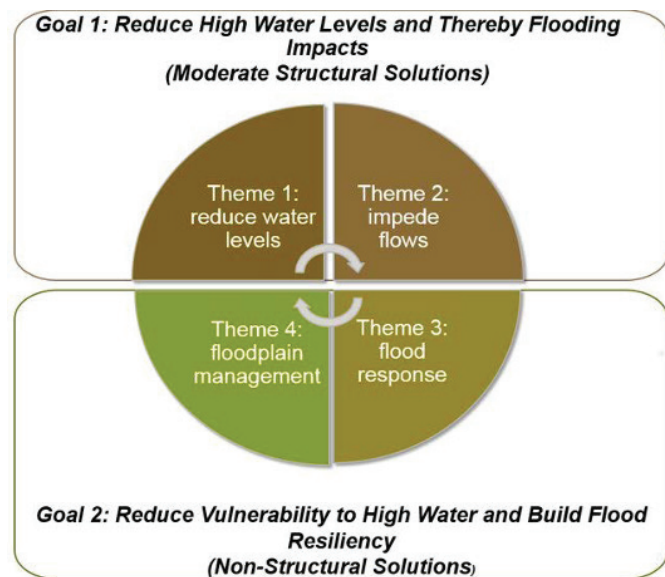 Goal 1: Reduce High Water Levels and Thereby Flooding
Impacts
(Moderate Structural Solutions)
Theme 1:
reduce water
levels
Theme 2:
impede
flows
Theme 4:
floodplain
management
Theme 3:
flood
response
Goal 2: Reduce Vulnerability to High Water and Build Flood
Resiliency
(Non-Structural Solutions)